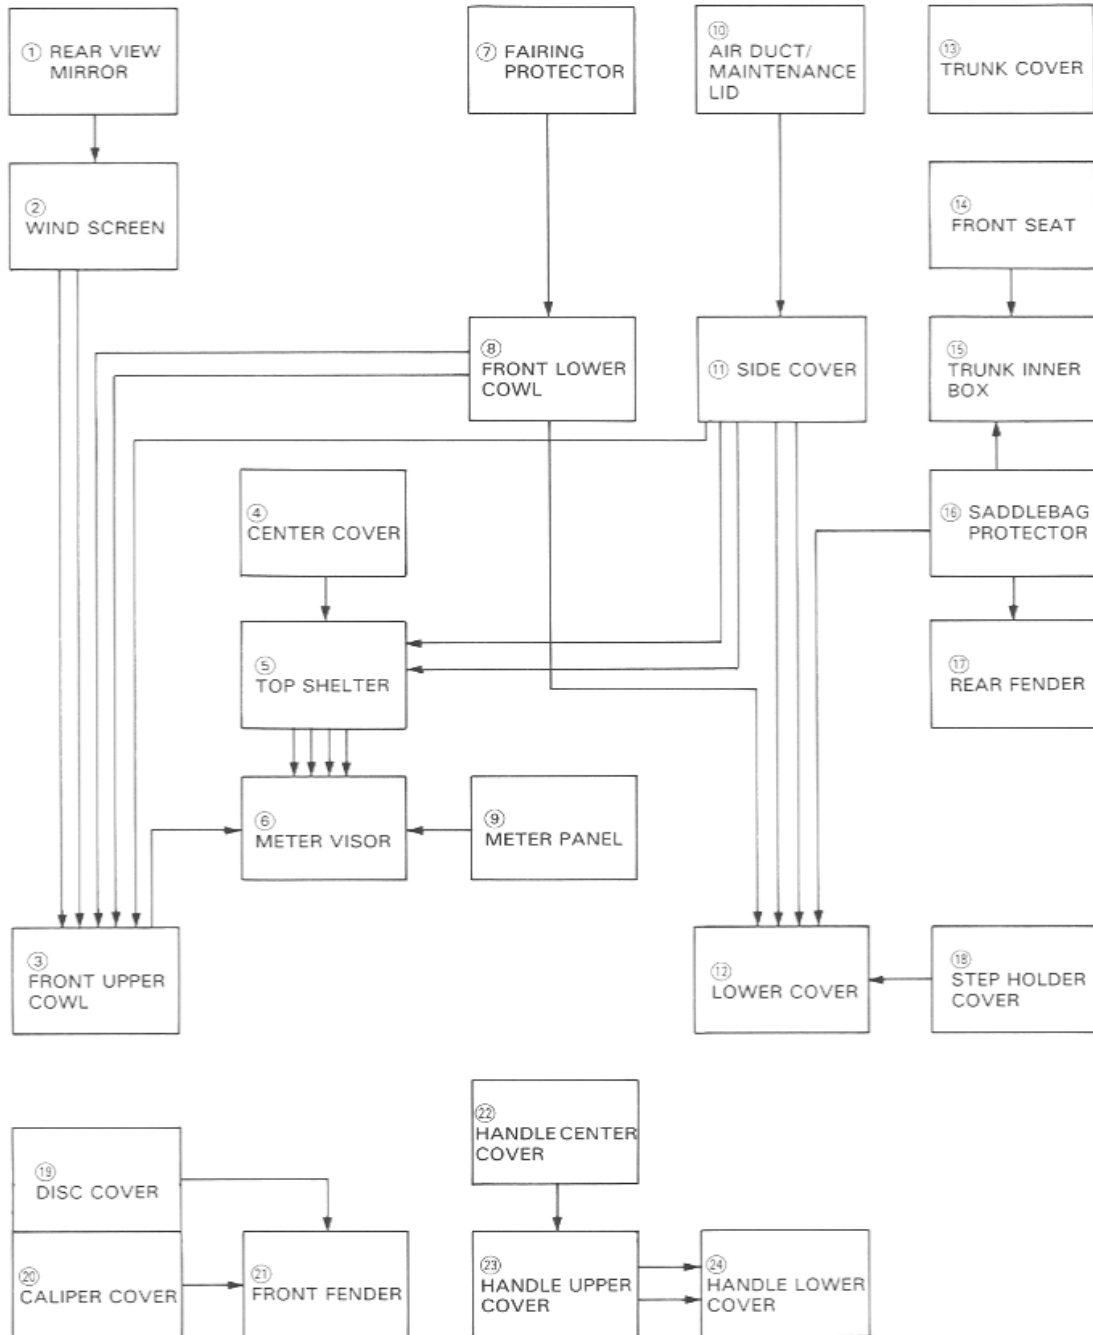 ① REAR VIEW
MIRROR
⑦ FAIRING
PROTECTOR
⑩
AIR DUCT/
MAINTENANCE
LID
⑬
TRUNK COVER
②
WIND SCREEN
⑭
FRONT SEAT
⑧
FRONT LOWER
COWL
⑪ SIDE COVER
⑮
TRUNK INNER
BOX
④
CENTER COVER
⑯ SADDLEBAG
PROTECTOR
⑤
TOP SHELTER
⑰
REAR FENDER
⑥
METER VISOR
⑨
METER PANEL
③
FRONT UPPER
COWL
⑫
LOWER COVER
⑱
STEP HOLDER
COVER
㉒
HANDLE CENTER
COVER
⑲
DISC COVER
⑳
CALIPER COVER
㉑
FRONT FENDER
㉓
HANDLE UPPER
COVER
㉔
HANDLE LOWER
COVER